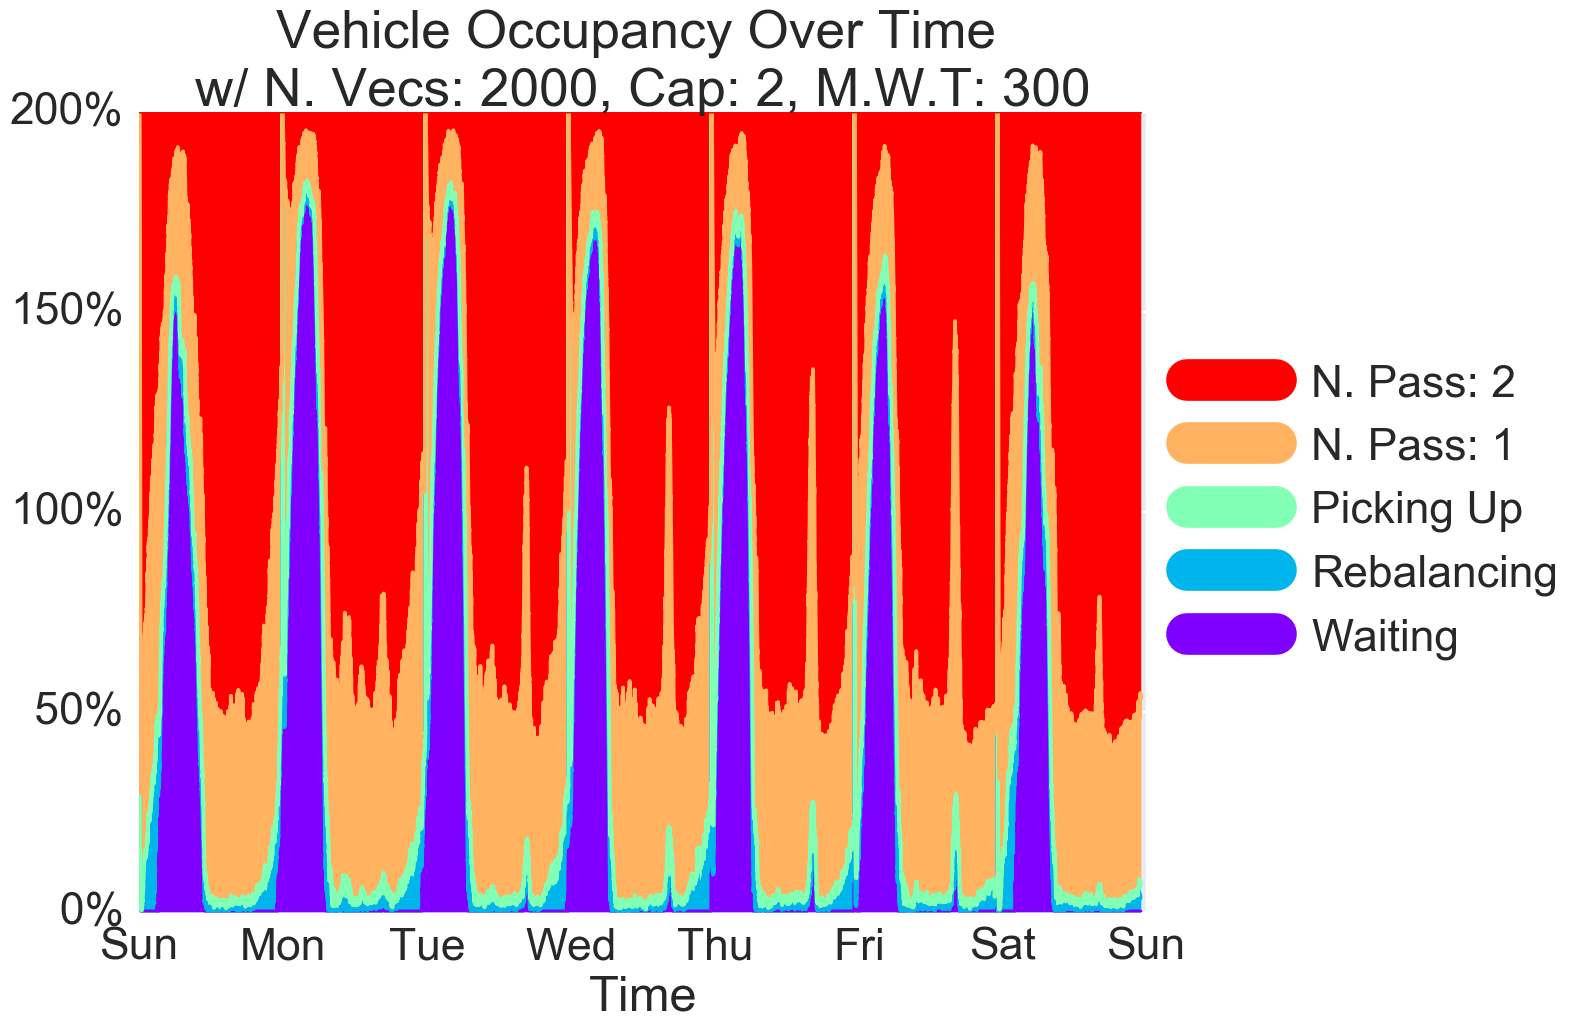 Vehicle Occupancy Over Time
w/ N. Vecs: 2000, Cap: 2, M.W.T: 300
200%
150%
100%
50%
0%
Sun Mon Tue Wed Thu Fri Sat Sun
Time
N. Pass: 2
N. Pass: 1
Picking Up
Rebalancing
Waiting